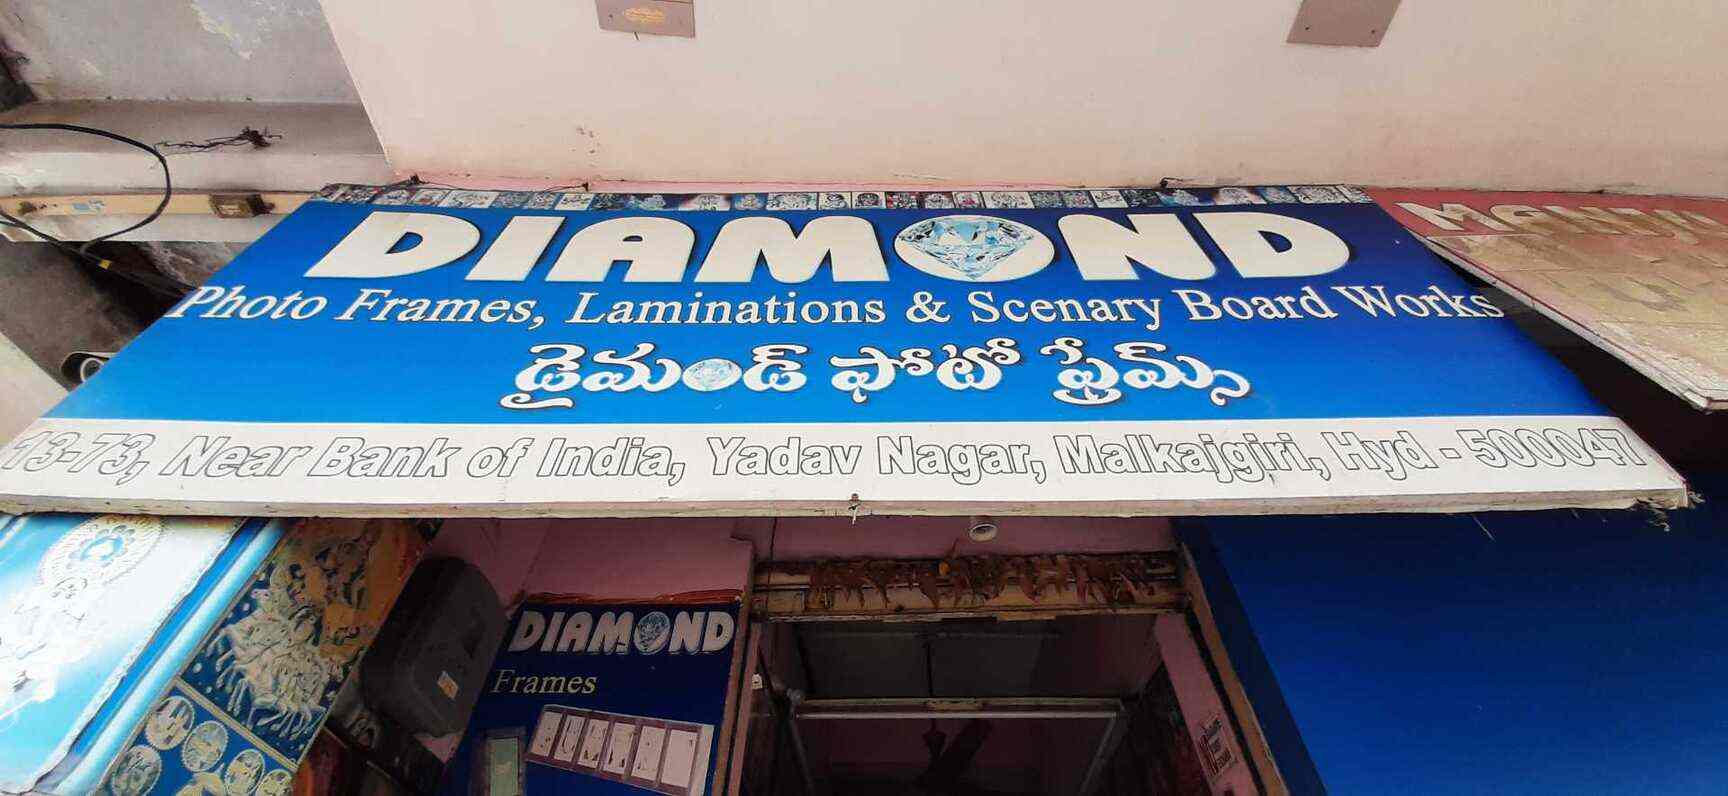 DIAMOND
Photo Frames, Laminations & Scenary Board Works
డైమండ్ ఫోటో ఫ్రేమ్స్
13-73, Near Bank of India, Yadav Nagar, Malkajgiri, Hyd - 500047
DIAMOND
Frames